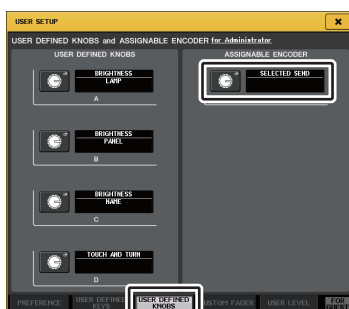 USER SETUP
USER DEFINED KNOBS and ASSIGNABLE ENCODER for Administrator
USER DEFINED KNOBS
ASSIGNABLE ENCODER
BRIGHTNESS
LAMP
A
SELECTED SEND
BRIGHTNESS
PANEL
B
BRIGHTNESS
NAME
C
TOUCH AND TURN
D
PREFERENCE
USER DEFINED
KEYS
USER DEFINED
KNOBS
USTOM FADER
USER LEVEL
FOR
GUEST